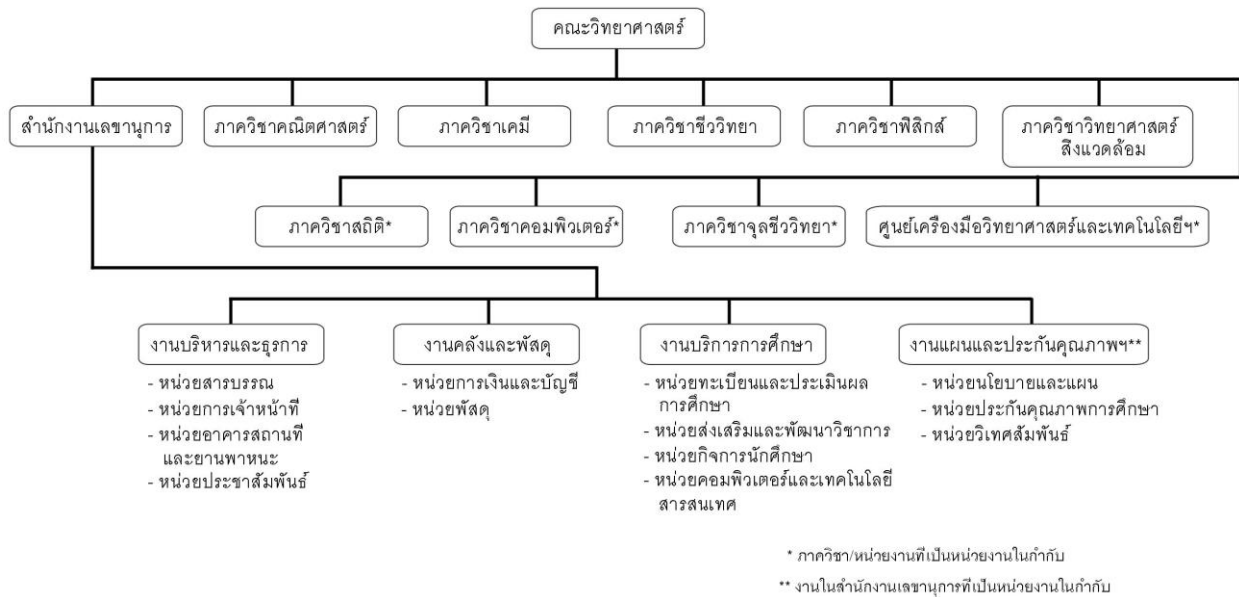 คณะวิทยาศาสตร์
สำนักงานเลขานุการ
ภาควิชาคณิตศาสตร์
ภาควิชาเคมี
ภาควิชาชีววิทยา
ภาควิชาฟิสิกส์
ภาควิชาวิทยาศาสตร์
สิ่งแวดล้อม
ภาควิชาสถิติ*
ภาควิชาคอมพิวเตอร์*
ภาควิชาจุลชีววิทยา*
ศูนย์เครื่องมือวิทยาศาสตร์และเทคโนโลยีฯ*
งานบริหารและธุรการ
- หน่วยสารบรรณ
- หน่วยการเจ้าหน้าที่
- หน่วยอาคารสถานที่
และยานพาหนะ
- หน่วยประชาสัมพันธ์
งานคลังและพัสดุ
- หน่วยการเงินและบัญชี
- หน่วยพัสดุ
งานบริการการศึกษา
- หน่วยทะเบียนและประเมินผล
การศึกษา
- หน่วยส่งเสริมและพัฒนาวิชาการ
- หน่วยกิจการนักศึกษา
- หน่วยคอมพิวเตอร์และเทคโนโลยี
สารสนเทศ
งานแผนและประกันคุณภาพฯ**
- หน่วยนโยบายและแผน
- หน่วยประกันคุณภาพการศึกษา
- หน่วยวิเทศสัมพันธ์
* ภาควิชา/หน่วยงานที่เป็นหน่วยงานในกำกับ
** งานในสำนักงานเลขานุการที่เป็นหน่วยงานในกำกับ